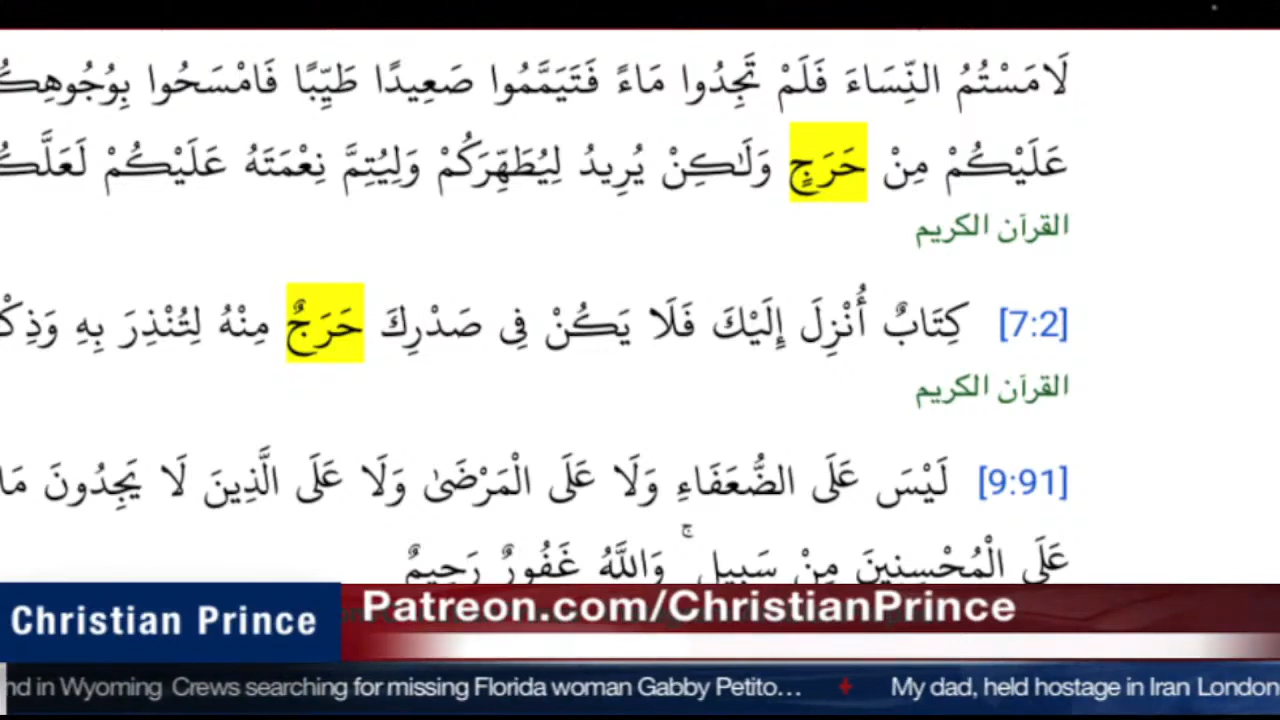 لَامَسْتُمُ النِّسَاءَ فَلَمْ تَجِدُوا مَاءً فَتَيَمَّمُوا صَعِيدًا طَيِّبًا فَامْسَحُوا
عَلَيْكُمْ مِنْ حَرَجٍ وَلَٰكِنْ يُرِيدُ لِيُطَهِّرَكُمْ وَلِيُتِمَّ نِعْمَتَهُ عَلَيْكُمْ
القرآن الكريم
[7:2] كِتَابٌ أُنْزِلَ إِلَيْكَ فَلَا يَكُنْ فِي صَدْرِكَ حَرَجٌ مِنْهُ لِتُنْذِرَ بِهِ
القرآن الكريم
[9:91] لَيْسَ عَلَى الضُّعَفَاءِ وَلَا عَلَى الْمَرْضَىٰ وَلَا عَلَى الَّذِينَ لَا يَجِدُونَ مَا
عَلَى الْمُحْسِنِينَ مِنْ سَبِيلٍ ۚ وَاللَّهُ غَفُورٌ رَحِيمٌ
Christian Prince
Patreon.com/ChristianPrince
nd in Wyoming Crews searching for missing Florida woman Gabby Petito... My dad, held hostage in Iran London